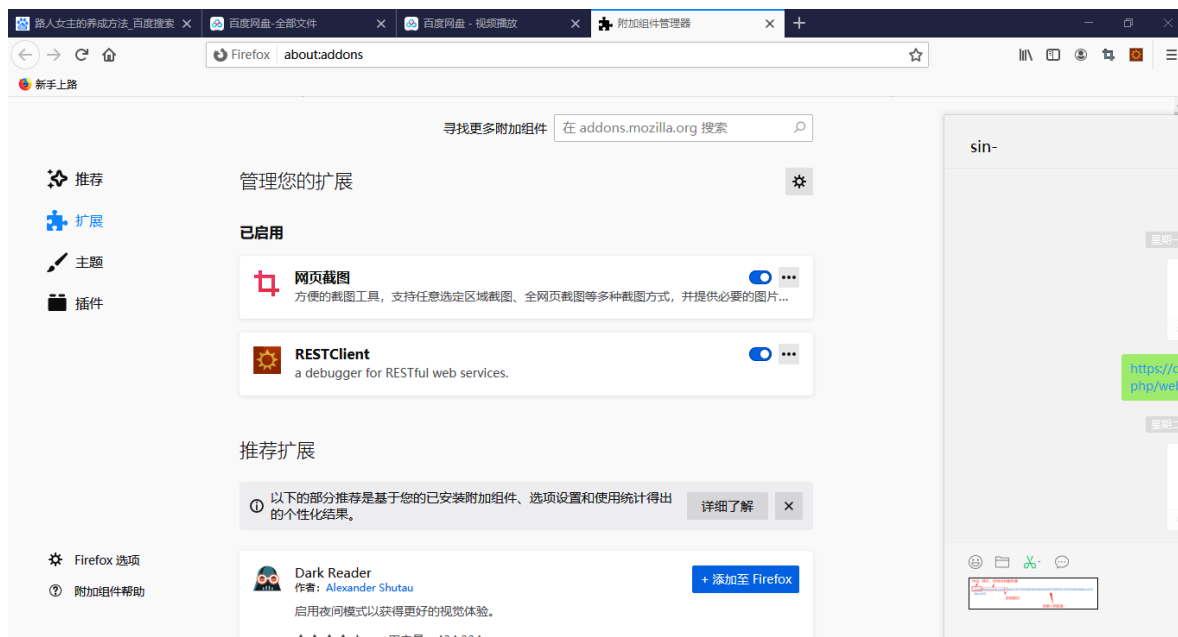 路人女主的养成方法_百度搜索
百度网盘-全部文件
百度网盘 - 视频播放
附加组件管理器
Firefox about:addons
新手上路
寻找更多附加组件 在 addons.mozilla.org 搜索
sin-
推荐
管理您的扩展
扩展
已启用
主题
网页截图
方便的截图工具，支持任意选定区域截图、全网页截图等多种截图方式，并提供必要的图片...
插件
RESTClient
a debugger for RESTful web services.
星期一
https://c
php/web
星期二
推荐扩展
以下的部分推荐是基于您的已安装附加组件、选项设置和使用统计得出
的个性化结果。
详细了解
Firefox 选项
附加组件帮助
Dark Reader
作者： Alexander Shutau
+ 添加至 Firefox
启用夜间模式以获得更好的视觉体验。